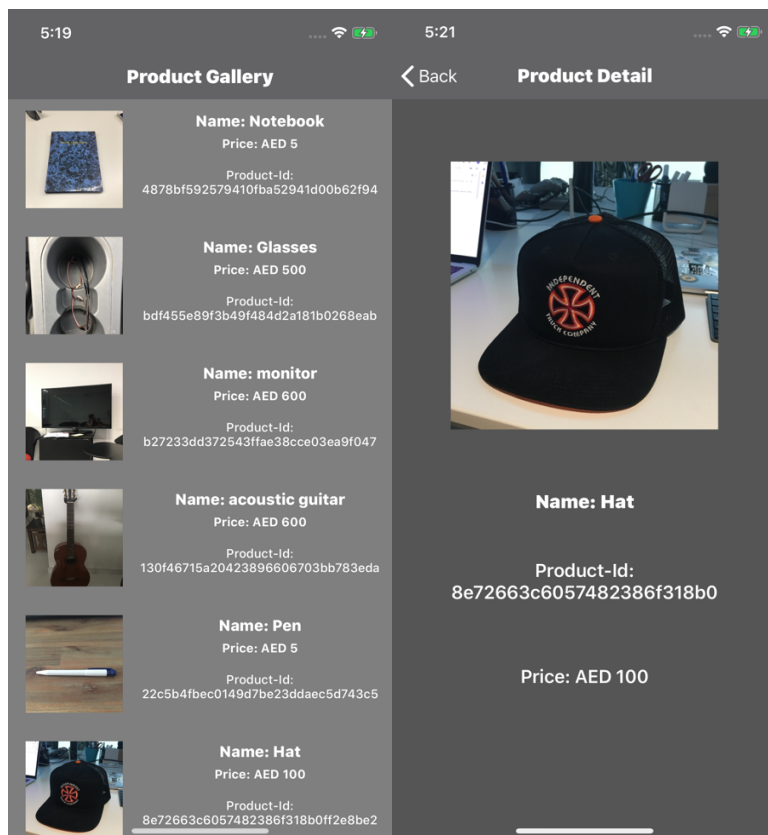 5:19
Product Gallery
Name: Notebook
Price: AED 5
Product-Id:
4878bf592579410fba52941d00b62f94
Name: Glasses
Price: AED 500
Product-Id:
bdf455e89f3b49f484d2a181b0268eab
Name: monitor
Price: AED 600
Product-Id:
b27233dd372543ffae38cce03ea9f047
Name: acoustic guitar
Price: AED 600
Product-Id:
130f46715a20423896606703bb783eda
Name: Pen
Price: AED 5
Product-Id:
22c5b4fbec0149d7be23ddaec5d743c5
Name: Hat
Price: AED 100
Product-Id:
8e72663c6057482386f318b0ff2e8be2
5:21
Back
Product Detail
INDEPENDENT
TRUCK COMPANY
Name: Hat
Product-Id:
8e72663c6057482386f318b0
Price: AED 100